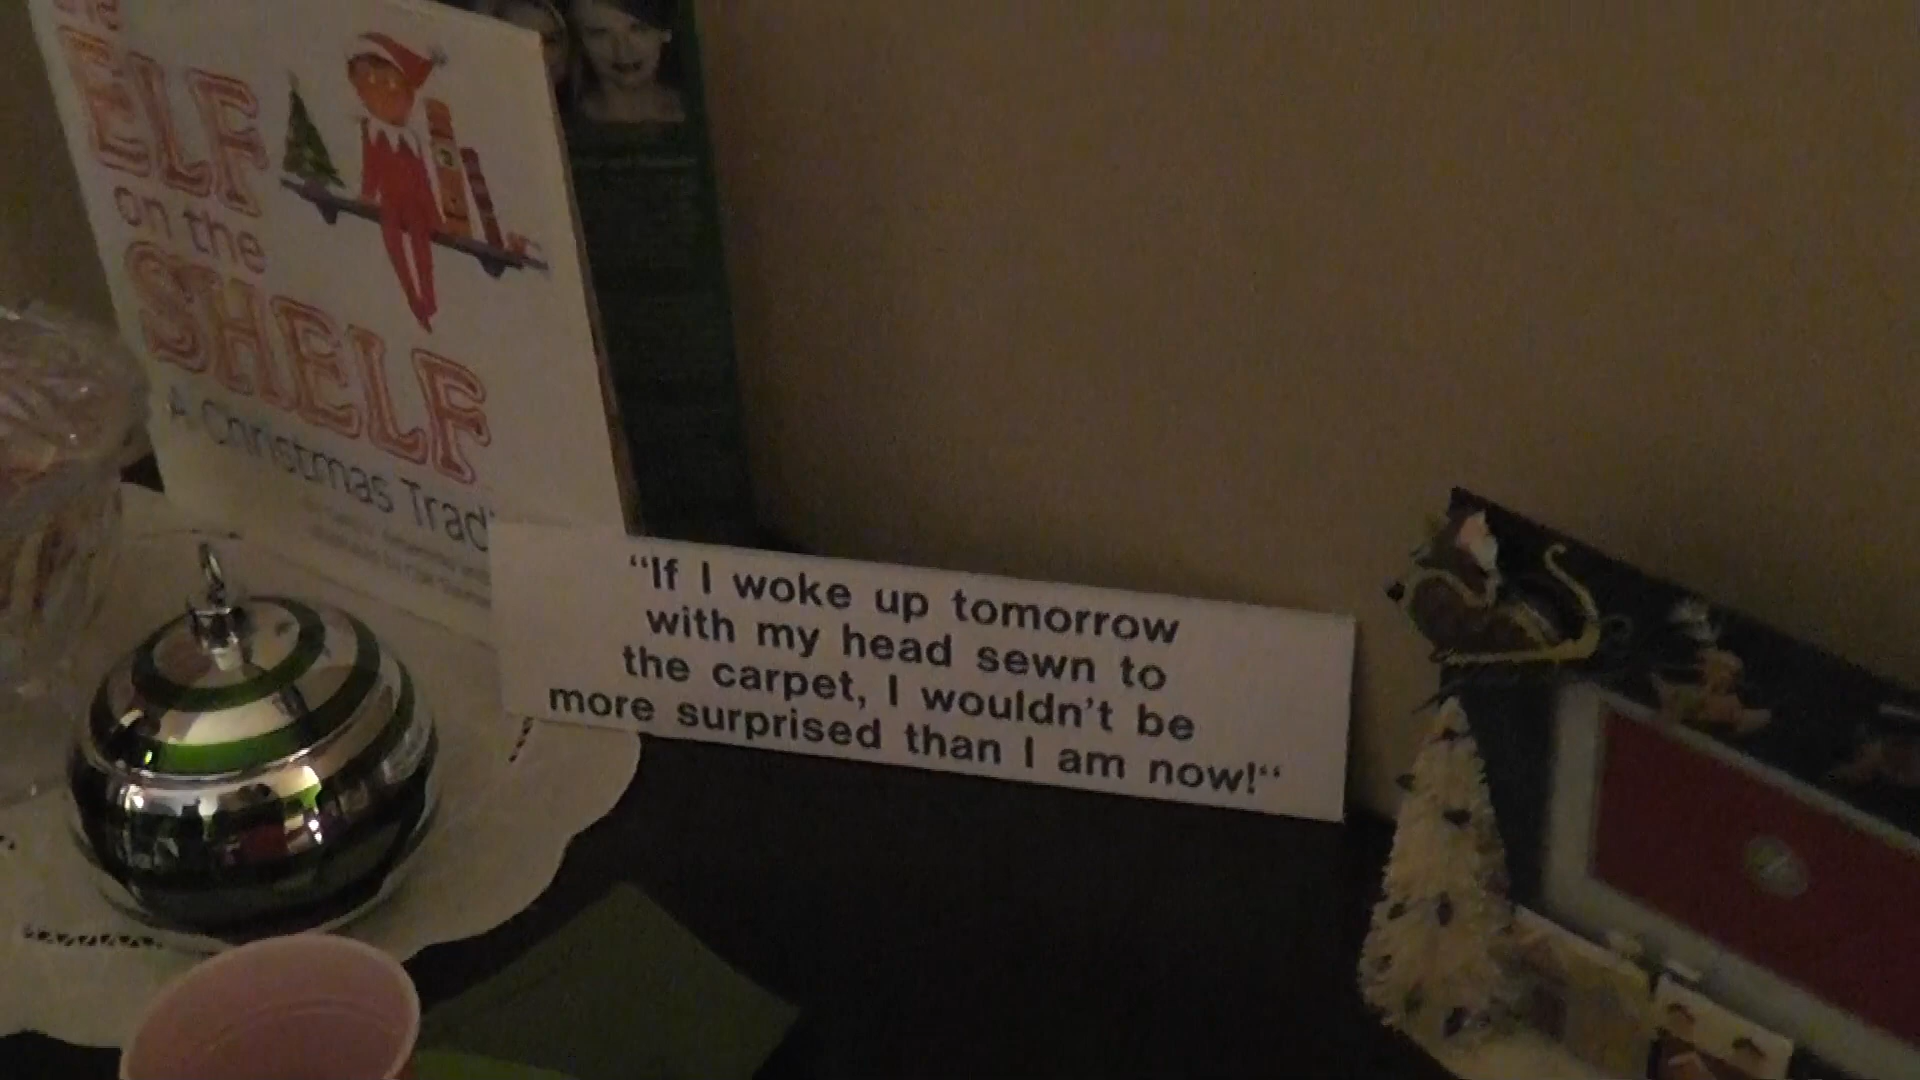 ELF
on the
SHELF
A Christmas Trad
“If I woke up tomorrow
with my head sewn to
the carpet, I wouldn't be
more surprised than I am now!“